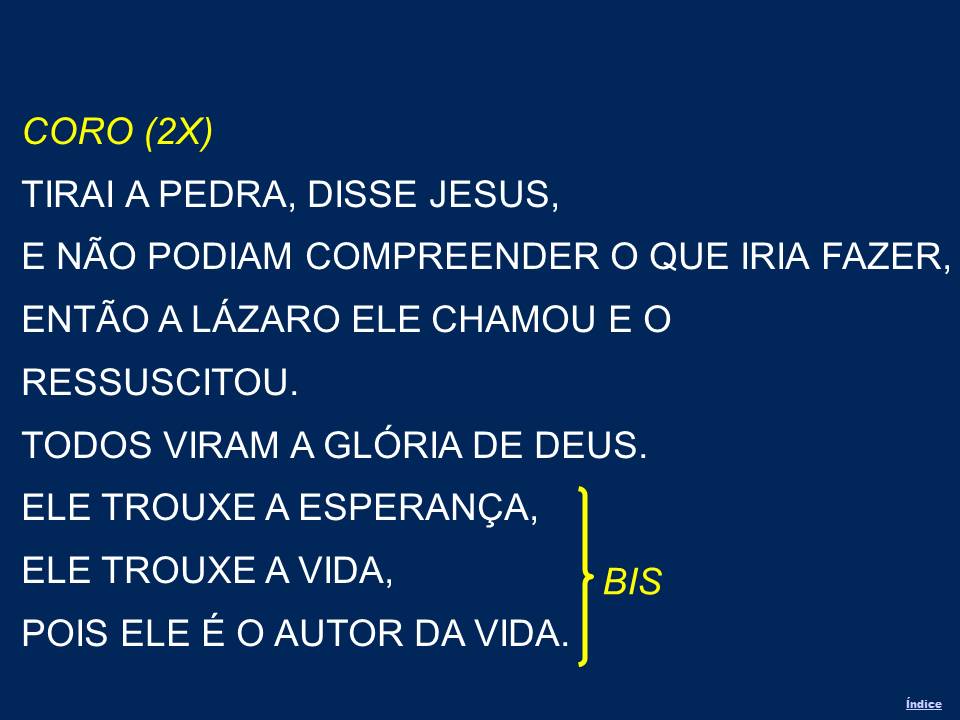 CORO (2X)
TIRAI A PEDRA, DISSE JESUS,
E NÃO PODIAM COMPREENDER O QUE IRIA FAZER,
ENTÃO A LÁZARO ELE CHAMOU E O
RESSUSCITOU.
TODOS VIRAM A GLÓRIA DE DEUS.
ELE TROUXE A ESPERANÇA,
ELE TROUXE A VIDA,
BIS
POIS ELE É O AUTOR DA VIDA.
Índice